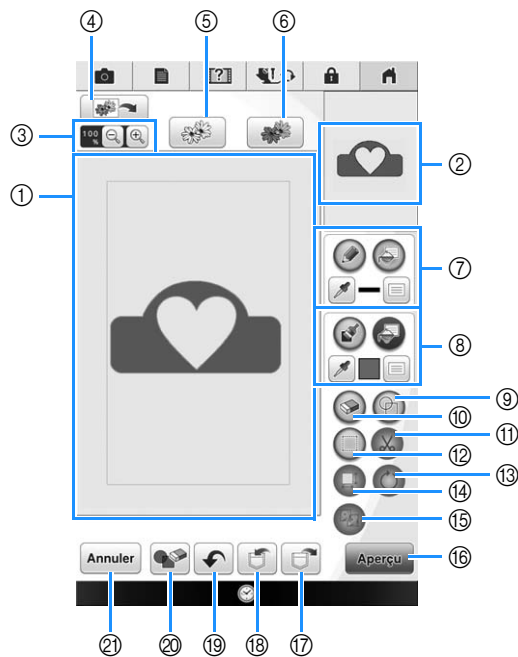 ④ ⑤ ⑥
[?]
③ 100 %
① ②
⑦
⑧
⑨
⑩
⑪
⑫
⑬
⑭
⑮
Annuler Aperçu ⑯
㉑ ⑳ ⑲ ⑱ ⑰